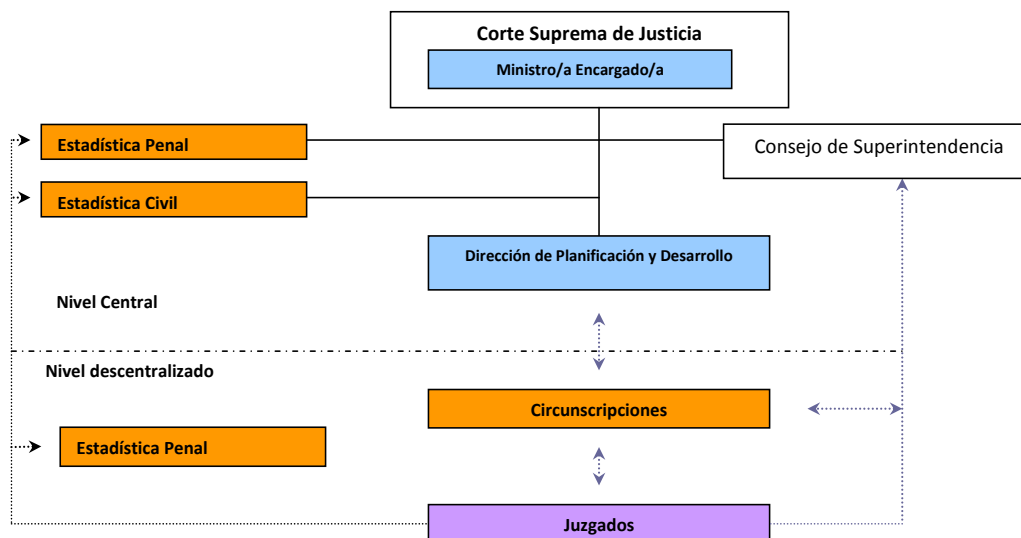 Corte Suprema de Justicia
Ministro/a Encargado/a
Estadística Penal
Consejo de Superintendencia
Estadística Civil
Dirección de Planificación y Desarrollo
Nivel Central
Nivel descentralizado
Circunscripciones
Estadística Penal
Juzgados